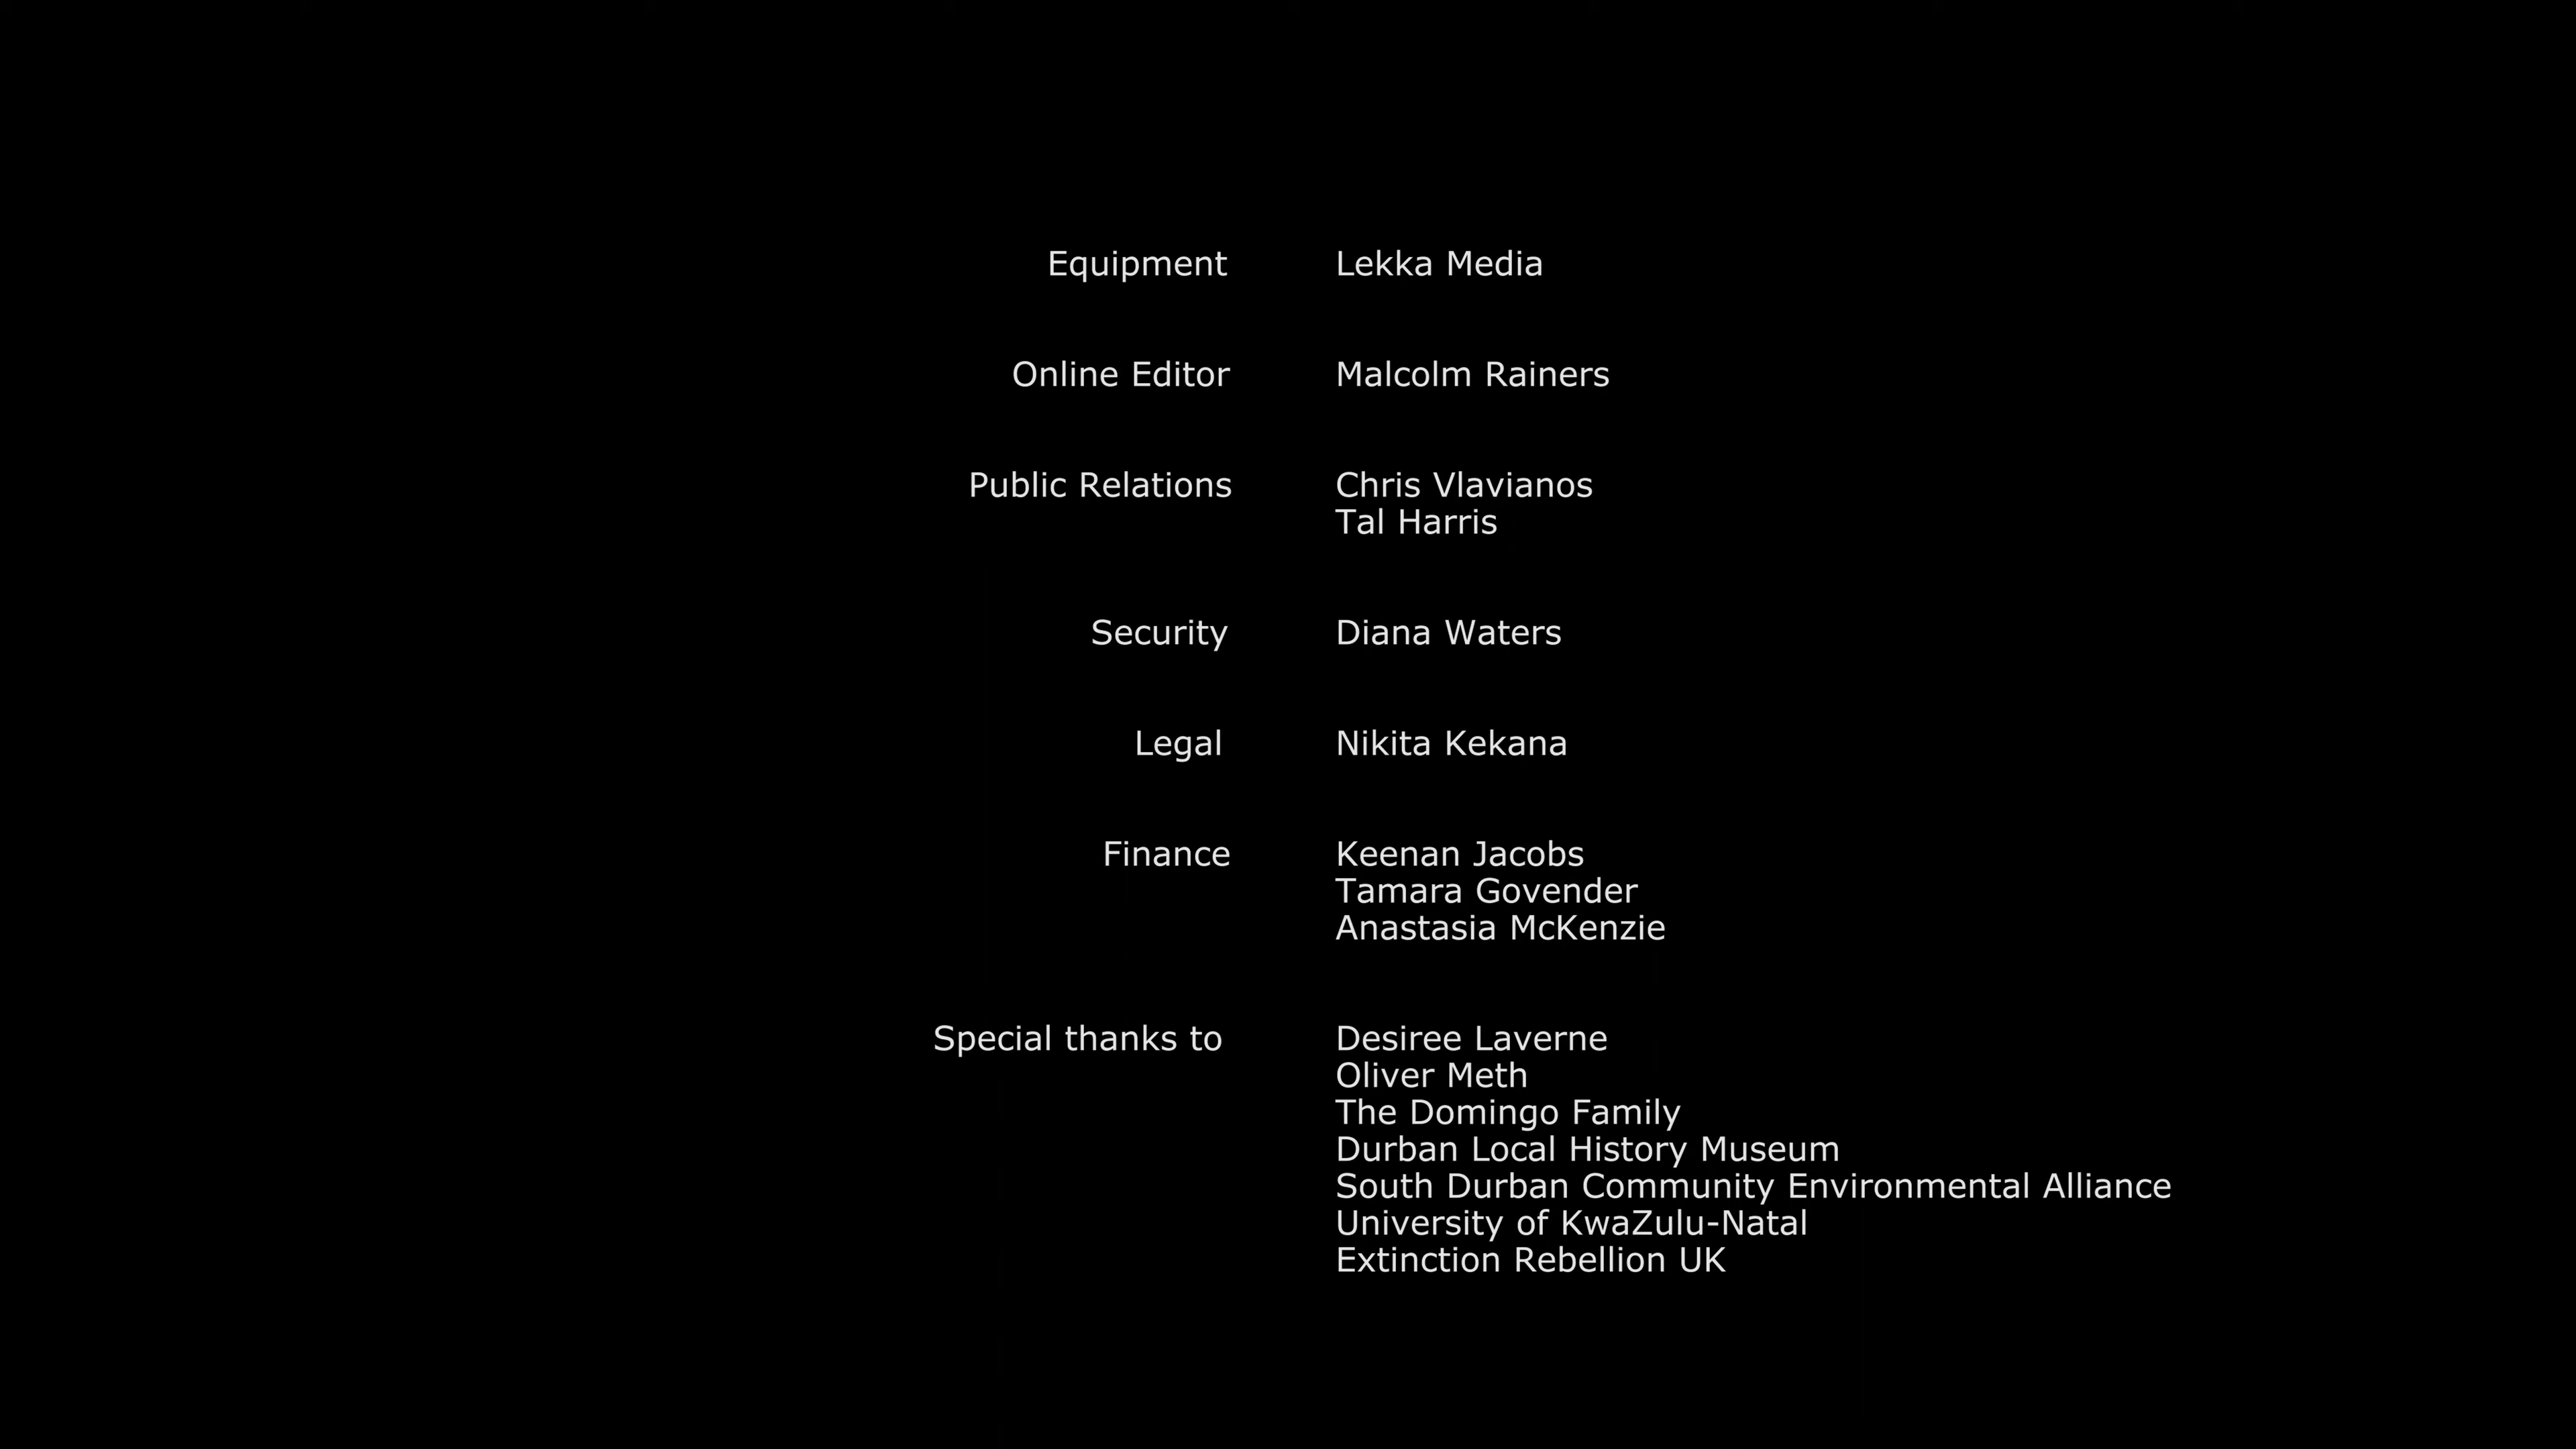 Equipment Lekka Media
Online Editor Malcolm Rainers
Public Relations Chris Vlavianos
Tal Harris
Security Diana Waters
Legal Nikita Kekana
Finance Keenan Jacobs
Tamara Govender
Anastasia McKenzie
Special thanks to Desiree Laverne
Oliver Meth
The Domingo Family
Durban Local History Museum
South Durban Community Environmental Alliance
University of KwaZulu-Natal
Extinction Rebellion UK